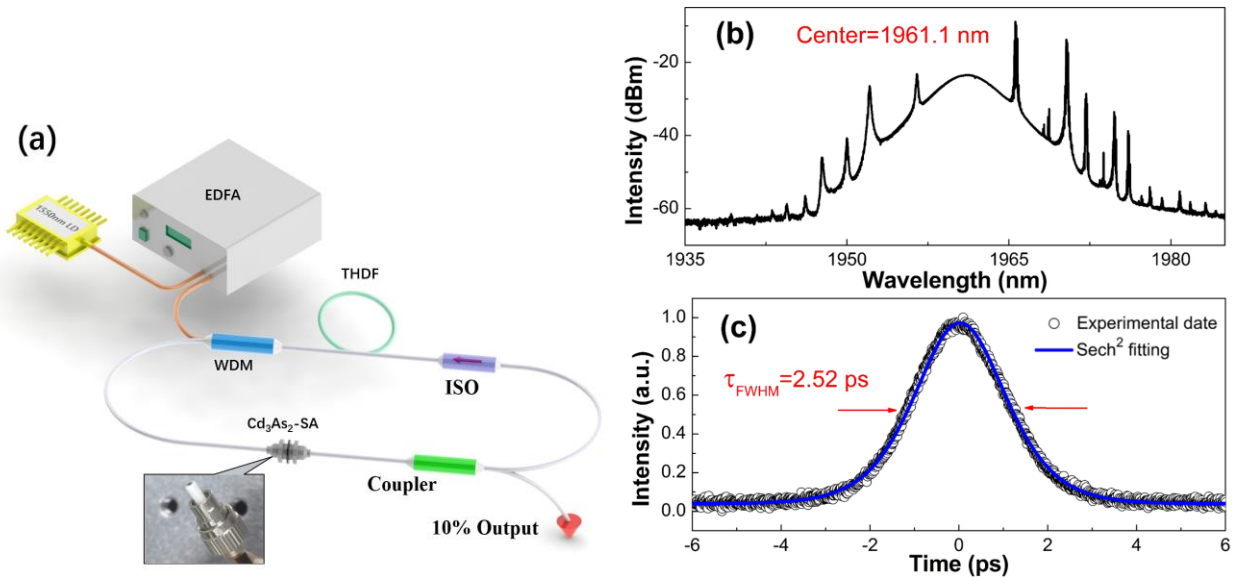 (a)
1550nm LD
EDFA
THDF
WDM
ISO
Cd₃As₂-SA
Coupler
10% Output
(b)
Center=1961.1 nm
Intensity (dBm)
-20
-40
-60
1935 1950 1965 1980
Wavelength (nm)
(c)
Experimental date
Sech² fitting
τFWHM=2.52 ps
Intensity (a.u.)
1.0
0.8
0.6
0.4
0.2
0.0
-6 -4 -2 0 2 4 6
Time (ps)